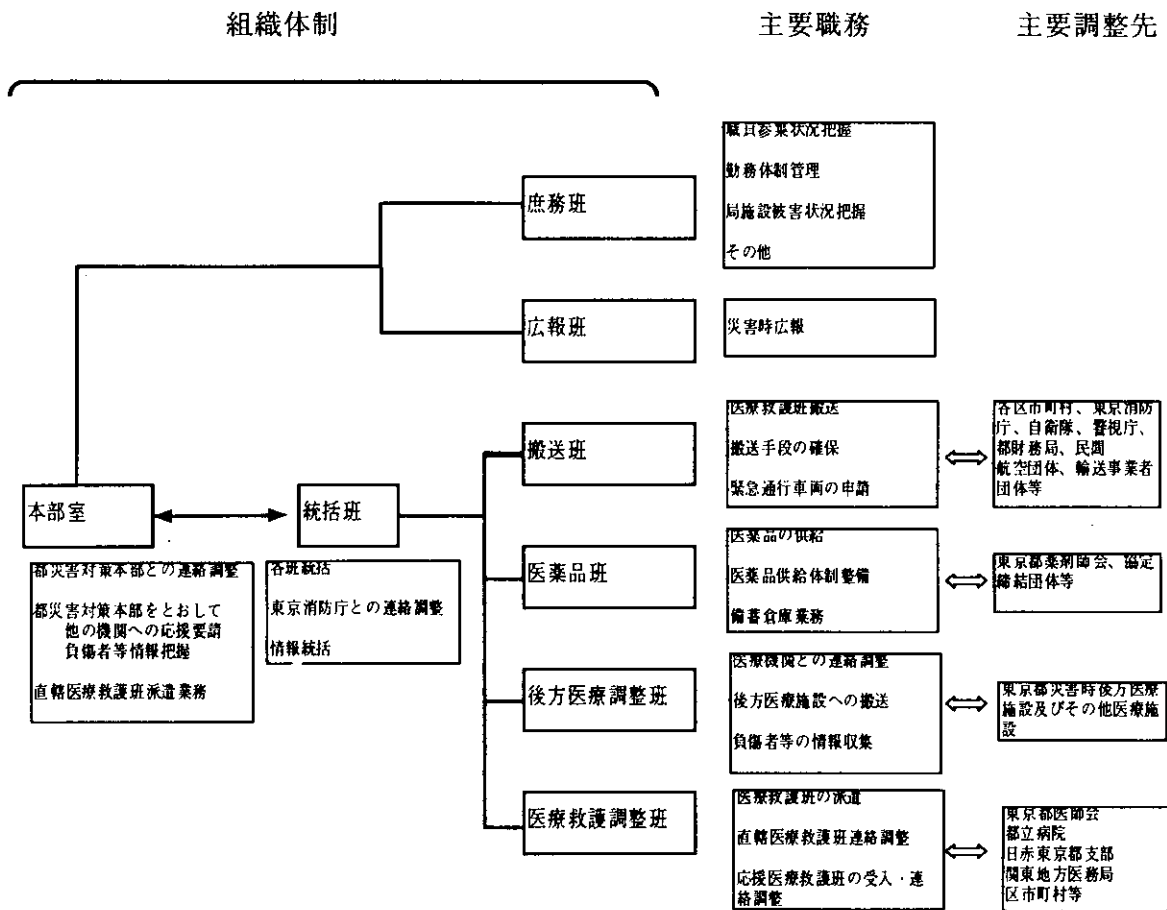 組織体制
主要職務
主要調整先
庶務班
職員参集状況把握
勤務体制管理
局施設被害状況把握
その他
広報班
災害時広報
本部室
都災害対策本部との連絡調整
都災害対策本部をとおして
他の機関への応援要請
負傷者等情報把握
直轄医療救護班派遣業務
統括班
各班統括
東京消防庁との連絡調整
情報統括
搬送班
医療救護班搬送
搬送手段の確保
緊急通行車両の申請
各区市町村、東京消防
庁、自衛隊、警視庁、
都財務局、民間
航空団体、輸送事業者
団体等
医薬品班
医薬品の供給
医薬品供給体制整備
備蓄倉庫業務
東京都薬剤師会、協定
締結団体等
後方医療調整班
医療機関との連絡調整
後方医療施設への搬送
負傷者等の情報収集
東京都災害時後方医療
施設及びその他医療施
設
医療救護調整班
医療救護班の派遣
直轄医療救護班連絡調整
応援医療救護班の受入・連
絡調整
東京都医師会
都立病院
日赤東京都支部
関東地方医務局
区市町村等